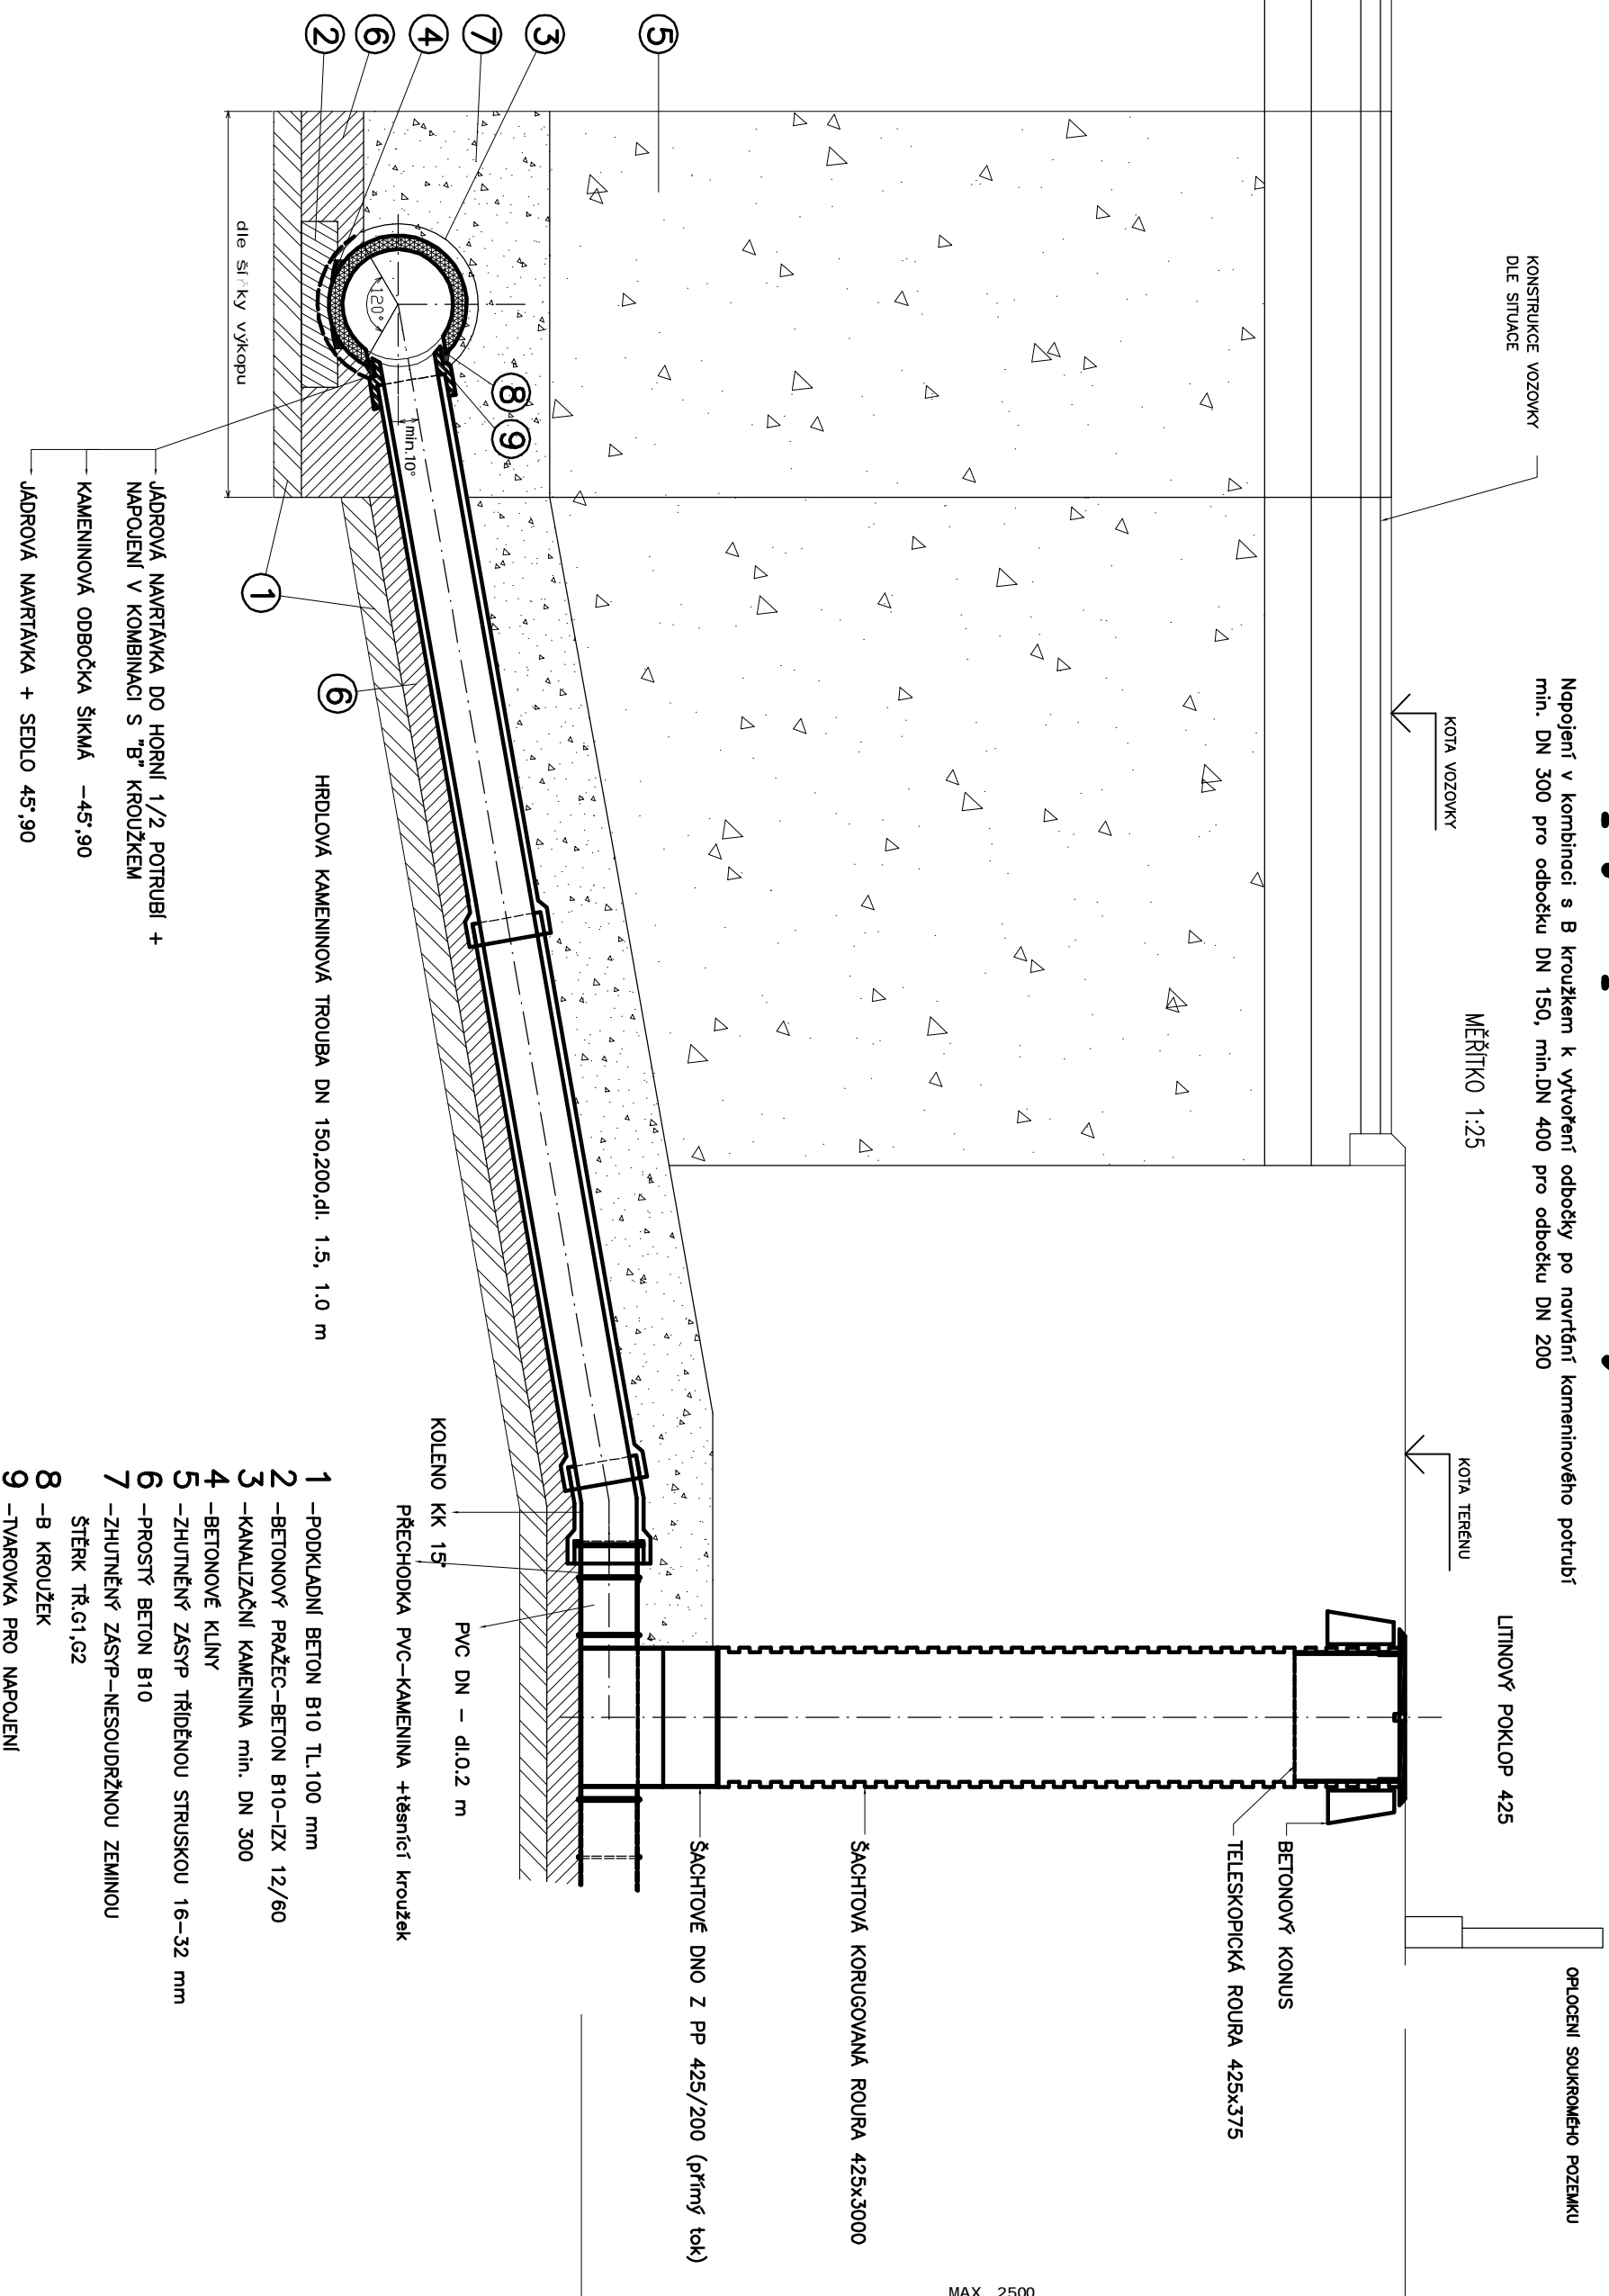 Napojení v kombinaci s B kroužkem k vytvoření odbočky po navrtání kameninového potrubí
min. DN 300 pro odbočku DN 150, min.DN 400 pro odbočku DN 200
MĚŘÍTKO 1:25
KONSTRUKCE VOZOVKY
DLE SITUACE
KOTA VOZOVKY
KOTA TERÉNU
LITINOVÝ POKLOP 425
OPLOCENÍ SOUKROMÉHO POZEMKU
BETONOVÝ KONUS
TELESKOPICKÁ ROURA 425x375
ŠACHTOVÁ KORUGOVANÁ ROURA 425x3000
ŠACHTOVÉ DNO Z PP 425/200 (přímý tok)
MAX. 2500
5
3
7
4
6
2
8
9
120°
min.10°
1
6
dle šířky výkopu
PVC DN – dl.0.2 m
KOLENO KK 15°
PŘECHODKA PVC–KAMENINA +těsnící kroužek
HRDLOVÁ KAMENINOVÁ TROUBA DN 150,200,dl. 1.5, 1.0 m
JÁDROVÁ NAVRTÁVKA DO HORNÍ 1/2 POTRUBÍ +
NAPOJENÍ V KOMBINACI S "B" KROUŽKEM
KAMENINOVÁ ODBOČKA ŠIKMÁ –45°,90
JÁDROVÁ NAVRTÁVKA + SEDLO 45°,90
1 –PODKLADNÍ BETON B10 TL.100 mm
2 –BETONOVÝ PRAŽEC–BETON B10–IZX 12/60
3 –KANALIZAČNÍ KAMENINA min. DN 300
4 –BETONOVÉ KLÍNY
5 –ZHUTNĚNÝ ZÁSYP TŘÍDĚNOU STRUSKOU 16–32 mm
6 –PROSTÝ BETON B10
7 –ZHUTNĚNÝ ZÁSYP–NESOUDRŽNOU ZEMINOU
ŠTĚRK TŘ.G1,G2
8 –B KROUŽEK
9 –TVAROVKA PRO NAPOJENÍ